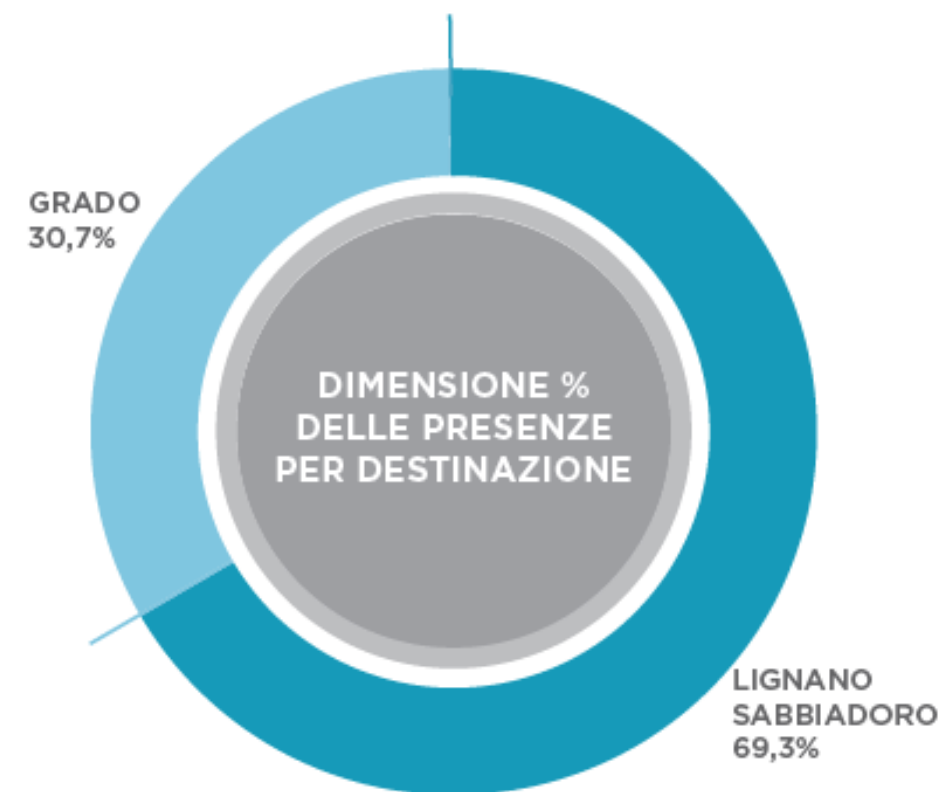 GRADO
30,7%
DIMENSIONE %
DELLE PRESENZE
PER DESTINAZIONE
LIGNANO
SABBIADORO
69,3%